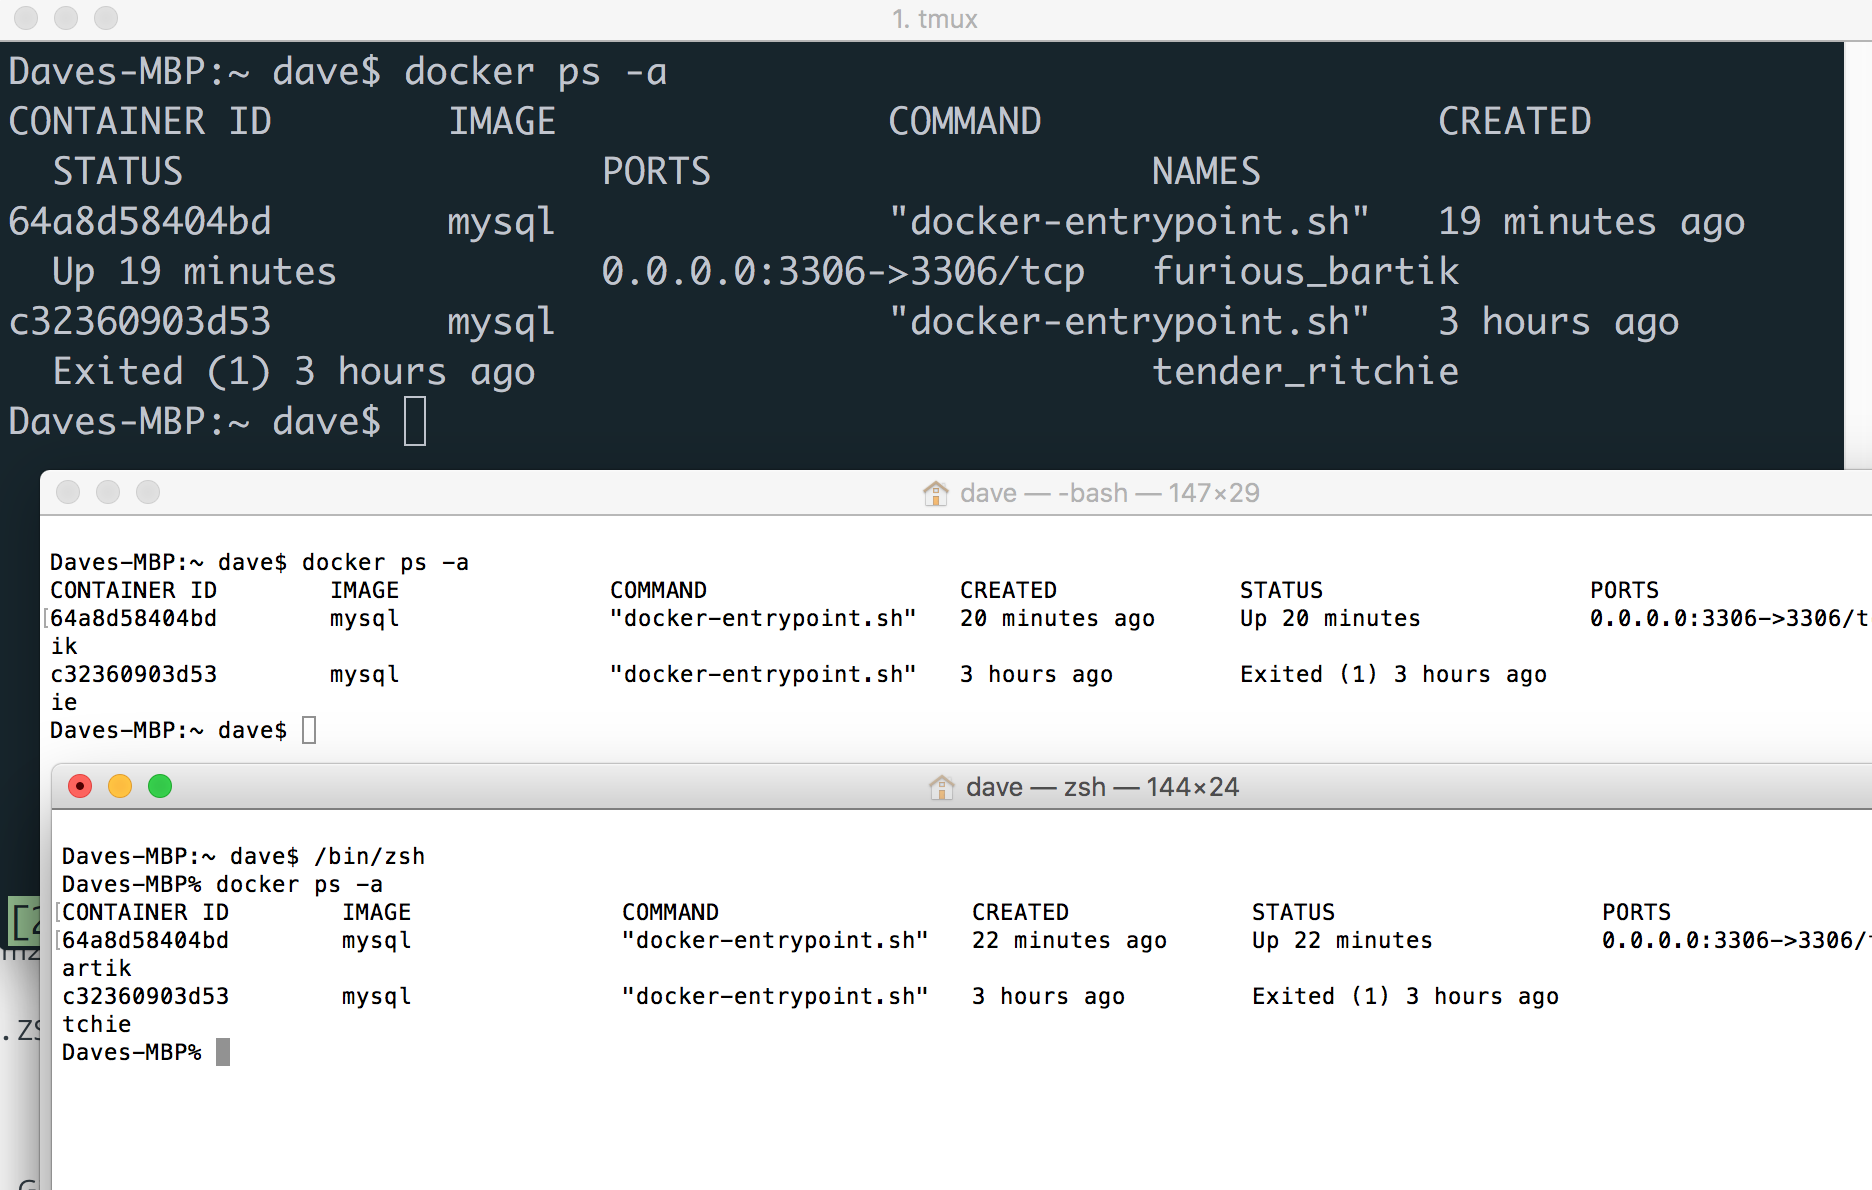 1. tmux
Daves-MBP:~ dave$ docker ps -a
CONTAINER ID IMAGE COMMAND CREATED
STATUS PORTS NAMES
64a8d58404bd mysql "docker-entrypoint.sh" 19 minutes ago
Up 19 minutes 0.0.0.0:3306->3306/tcp furious_bartik
c32360903d53 mysql "docker-entrypoint.sh" 3 hours ago
Exited (1) 3 hours ago tender_ritchie
Daves-MBP:~ dave$
dave — -bash — 147×29
Daves-MBP:~ dave$ docker ps -a
CONTAINER ID IMAGE COMMAND CREATED STATUS PORTS
[64a8d58404bd mysql "docker-entrypoint.sh" 20 minutes ago Up 20 minutes 0.0.0.0:3306->3306/t
ik
c32360903d53 mysql "docker-entrypoint.sh" 3 hours ago Exited (1) 3 hours ago
ie
Daves-MBP:~ dave$
dave — zsh — 144×24
Daves-MBP:~ dave$ /bin/zsh
Daves-MBP% docker ps -a
[CONTAINER ID IMAGE COMMAND CREATED STATUS PORTS
[64a8d58404bd mysql "docker-entrypoint.sh" 22 minutes ago Up 22 minutes 0.0.0.0:3306->3306/
artik
c32360903d53 mysql "docker-entrypoint.sh" 3 hours ago Exited (1) 3 hours ago
tchie
Daves-MBP%